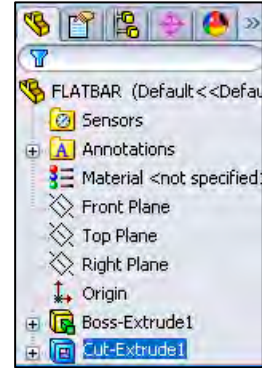 »
FLATBAR (Default<<Defau
Sensors
A Annotations
Material <not specified
Front Plane
Top Plane
Right Plane
Origin
Boss-Extrude1
Cut-Extrude1